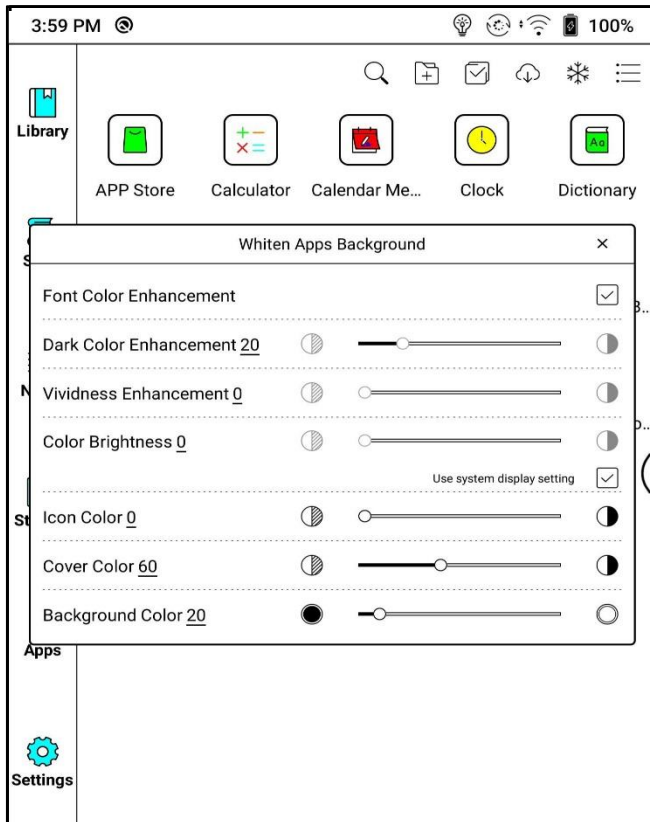 3:59 PM 100%
Library
APP Store Calculator Calendar Me... Clock Dictionary
Whiten Apps Background
Font Color Enhancement
Dark Color Enhancement 20
Vividness Enhancement 0
Color Brightness 0
Use system display setting
Icon Color 0
Cover Color 60
Background Color 20
Apps
Settings